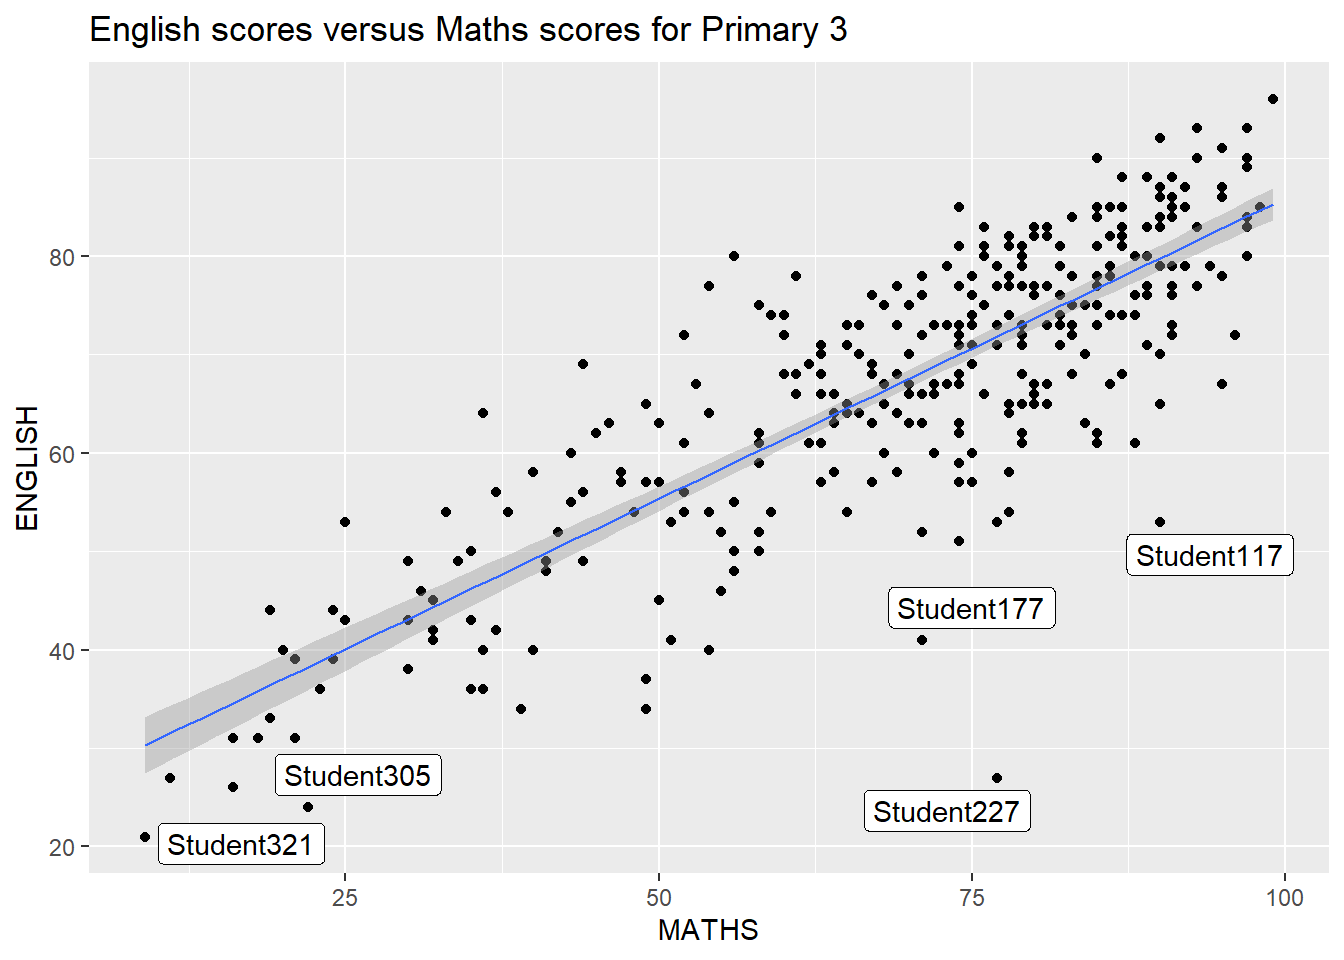 English scores versus Maths scores for Primary 3
ENGLISH
80
60
40
20
Student117
Student177
Student305
Student227
Student321
25 50 75 100
MATHS